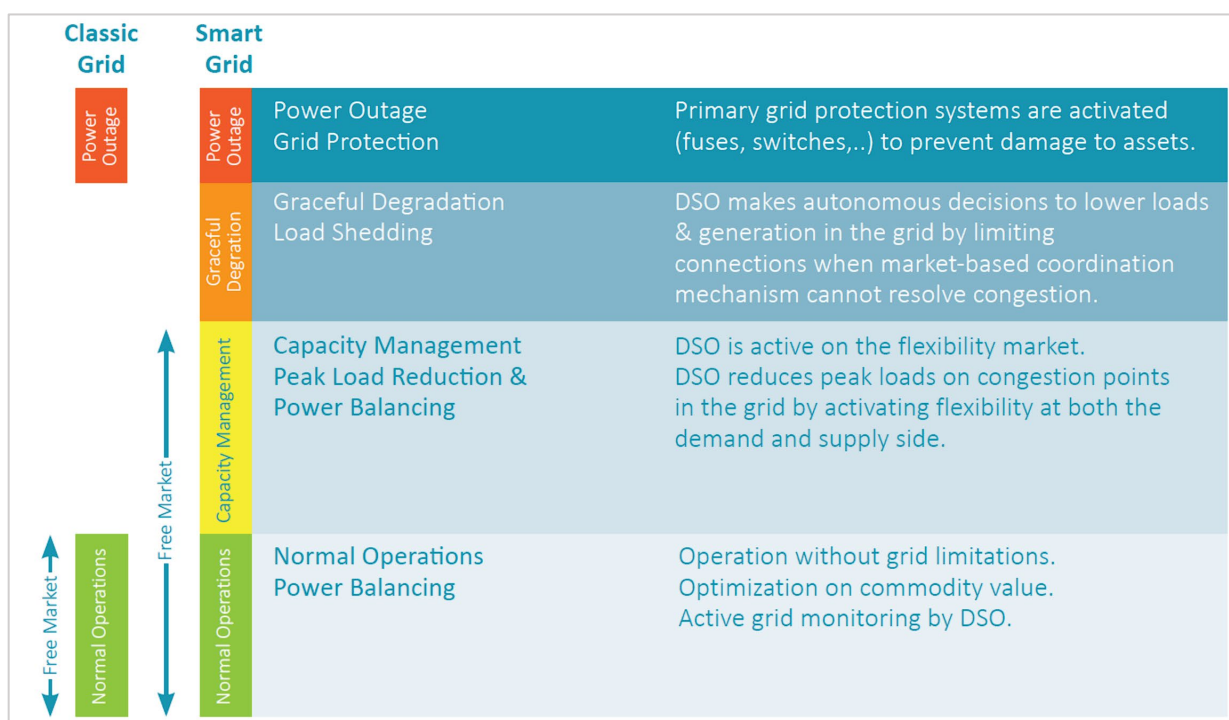 Classic
Grid
Smart
Grid
Power
Outage
Power
Outage
Power Outage
Grid Protection
Primary grid protection systems are activated
(fuses, switches,..) to prevent damage to assets.
Graceful
Degration
Graceful Degradation
Load Shedding
DSO makes autonomous decisions to lower loads
& generation in the grid by limiting
connections when market-based coordination
mechanism cannot resolve congestion.
Free Market
Capacity Management
Capacity Management
Peak Load Reduction &
Power Balancing
DSO is active on the flexibility market.
DSO reduces peak loads on congestion points
in the grid by activating flexibility at both the
demand and supply side.
Free Market
Normal Operations
Normal Operations
Normal Operations
Power Balancing
Operation without grid limitations.
Optimization on commodity value.
Active grid monitoring by DSO.